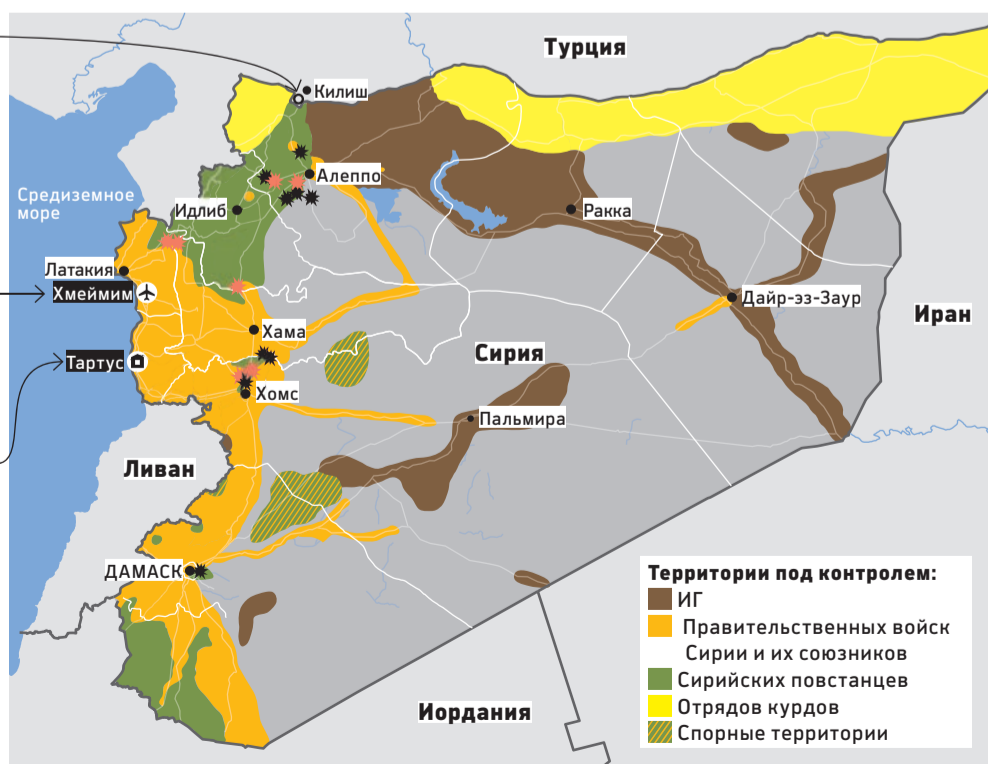 Турция
Килиш
Алеппо
Средиземное
море
Идлиб
Ракка
Латакия
Хмеймим
Дайр-эз-Заур
Иран
Хама
Сирия
Тартус
Хомс
Пальмира
Ливан
ДАМАСК
Иордания
Территории под контролем:
ИГ
Правительственных войск
Сирии и их союзников
Сирийских повстанцев
Отрядов курдов
Спорные территории